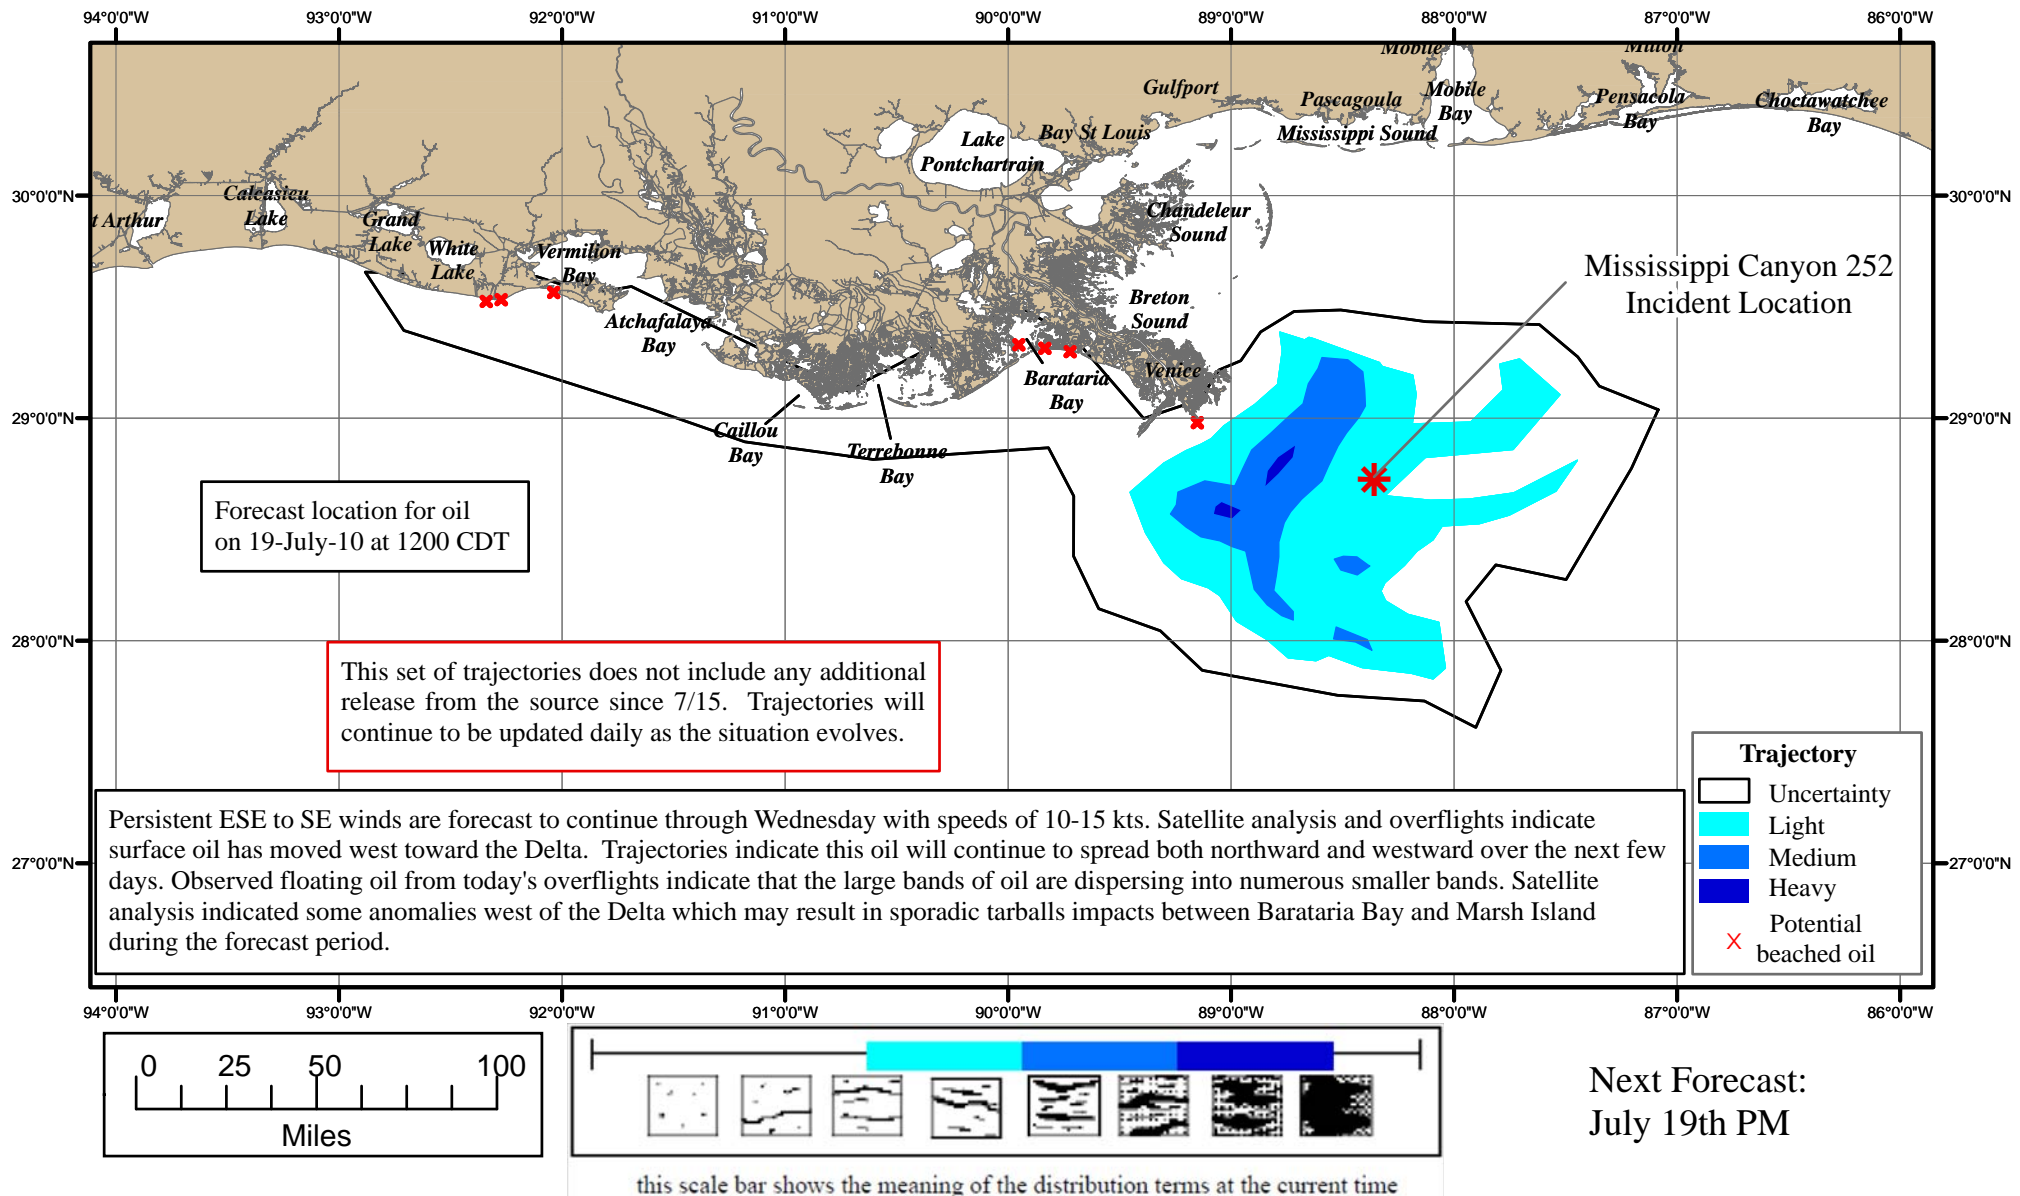 94°0'0"W 93°0'0"W 92°0'0"W 91°0'0"W 90°0'0"W 89°0'0"W 88°0'0"W 87°0'0"W 86°0'0"W
Mobile
Milton
Gulfport
Pascagoula
Mobile
Bay
Pensacola
Bay
Choctawatchee
Bay
Mississippi Sound
Bay St Louis
Lake
Pontchartrain
30°0'0"N
30°0'0"N
t Arthur
Calcasieu
Lake
Grand
Lake
White
Lake
Vermilion
Bay
Chandeleur
Sound
Breton
Sound
Mississippi Canyon 252
Incident Location
Atchafalaya
Bay
Venice
Barataria
Bay
29°0'0"N
29°0'0"N
Caillou
Bay
Terrebonne
Bay
Forecast location for oil
on 19-July-10 at 1200 CDT
28°0'0"N
28°0'0"N
This set of trajectories does not include any additional
release from the source since 7/15. Trajectories will
continue to be updated daily as the situation evolves.
Trajectory
Uncertainty
Light
Medium
Heavy
Potential
beached oil
27°0'0"N
27°0'0"N
Persistent ESE to SE winds are forecast to continue through Wednesday with speeds of 10-15 kts. Satellite analysis and overflights indicate
surface oil has moved west toward the Delta. Trajectories indicate this oil will continue to spread both northward and westward over the next few
days. Observed floating oil from today's overflights indicate that the large bands of oil are dispersing into numerous smaller bands. Satellite
analysis indicated some anomalies west of the Delta which may result in sporadic tarballs impacts between Barataria Bay and Marsh Island
during the forecast period.
94°0'0"W 93°0'0"W 92°0'0"W 91°0'0"W 90°0'0"W 89°0'0"W 88°0'0"W 87°0'0"W 86°0'0"W
0 25 50 100
Miles
this scale bar shows the meaning of the distribution terms at the current time
Next Forecast:
July 19th PM